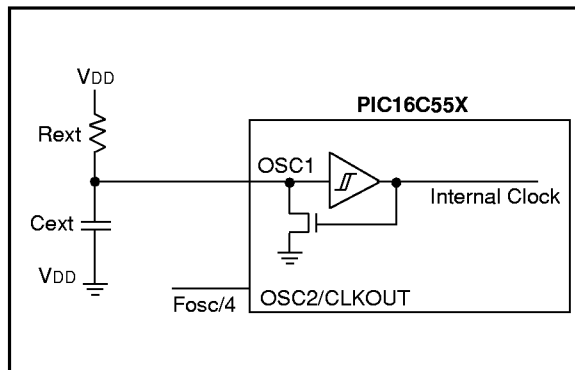 VDD
PIC16C55X
Rext
OSC1
Internal Clock
Cext
VDD
Fosc/4
OSC2/CLKOUT